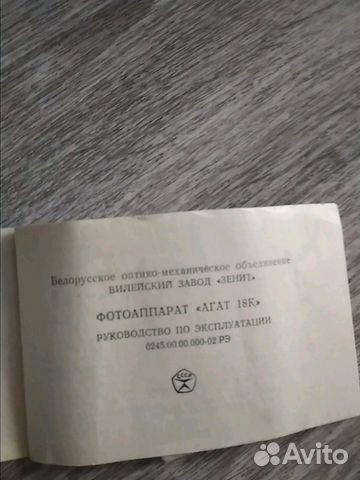 Белорусское оптико-механическое объединение
ВИЛЕЙСКИЙ ЗАВОД «ЗЕНИТ»
ФОТОАППАРАТ «АГАТ 18К»
РУКОВОДСТВО ПО ЭКСПЛУАТАЦИИ
0245.00.00.000-02 РЭ
СССР
Avito